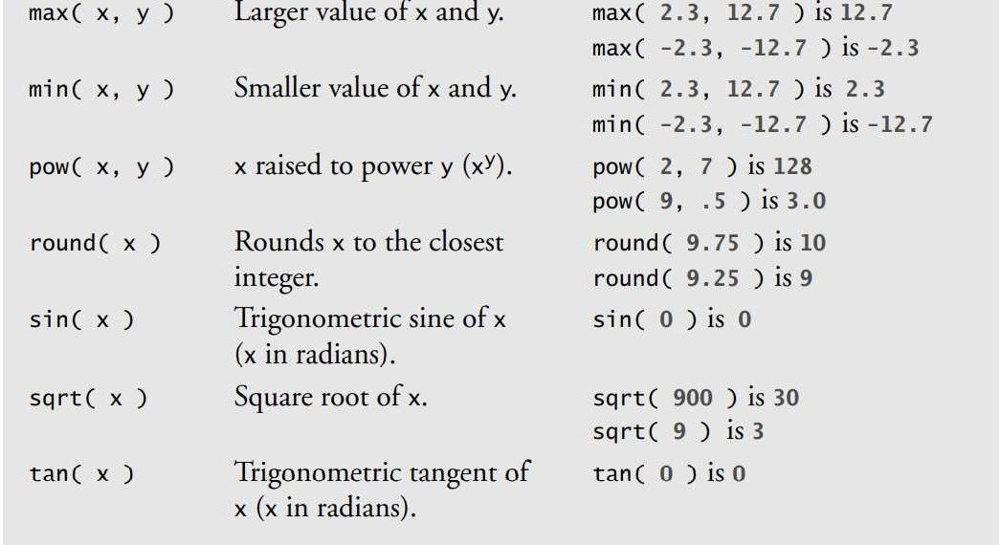 max( x, y ) Larger value of x and y. max( 2.3, 12.7 ) is 12.7
max( -2.3, -12.7 ) is -2.3
min( x, y ) Smaller value of x and y. min( 2.3, 12.7 ) is 2.3
min( -2.3, -12.7 ) is -12.7
pow( x, y ) x raised to power y (xʸ). pow( 2, 7 ) is 128
pow( 9, .5 ) is 3.0
round( x ) Rounds x to the closest round( 9.75 ) is 10
integer. round( 9.25 ) is 9
sin( x ) Trigonometric sine of x sin( 0 ) is 0
(x in radians).
sqrt( x ) Square root of x. sqrt( 900 ) is 30
sqrt( 9 ) is 3
tan( x ) Trigonometric tangent of tan( 0 ) is 0
x (x in radians).